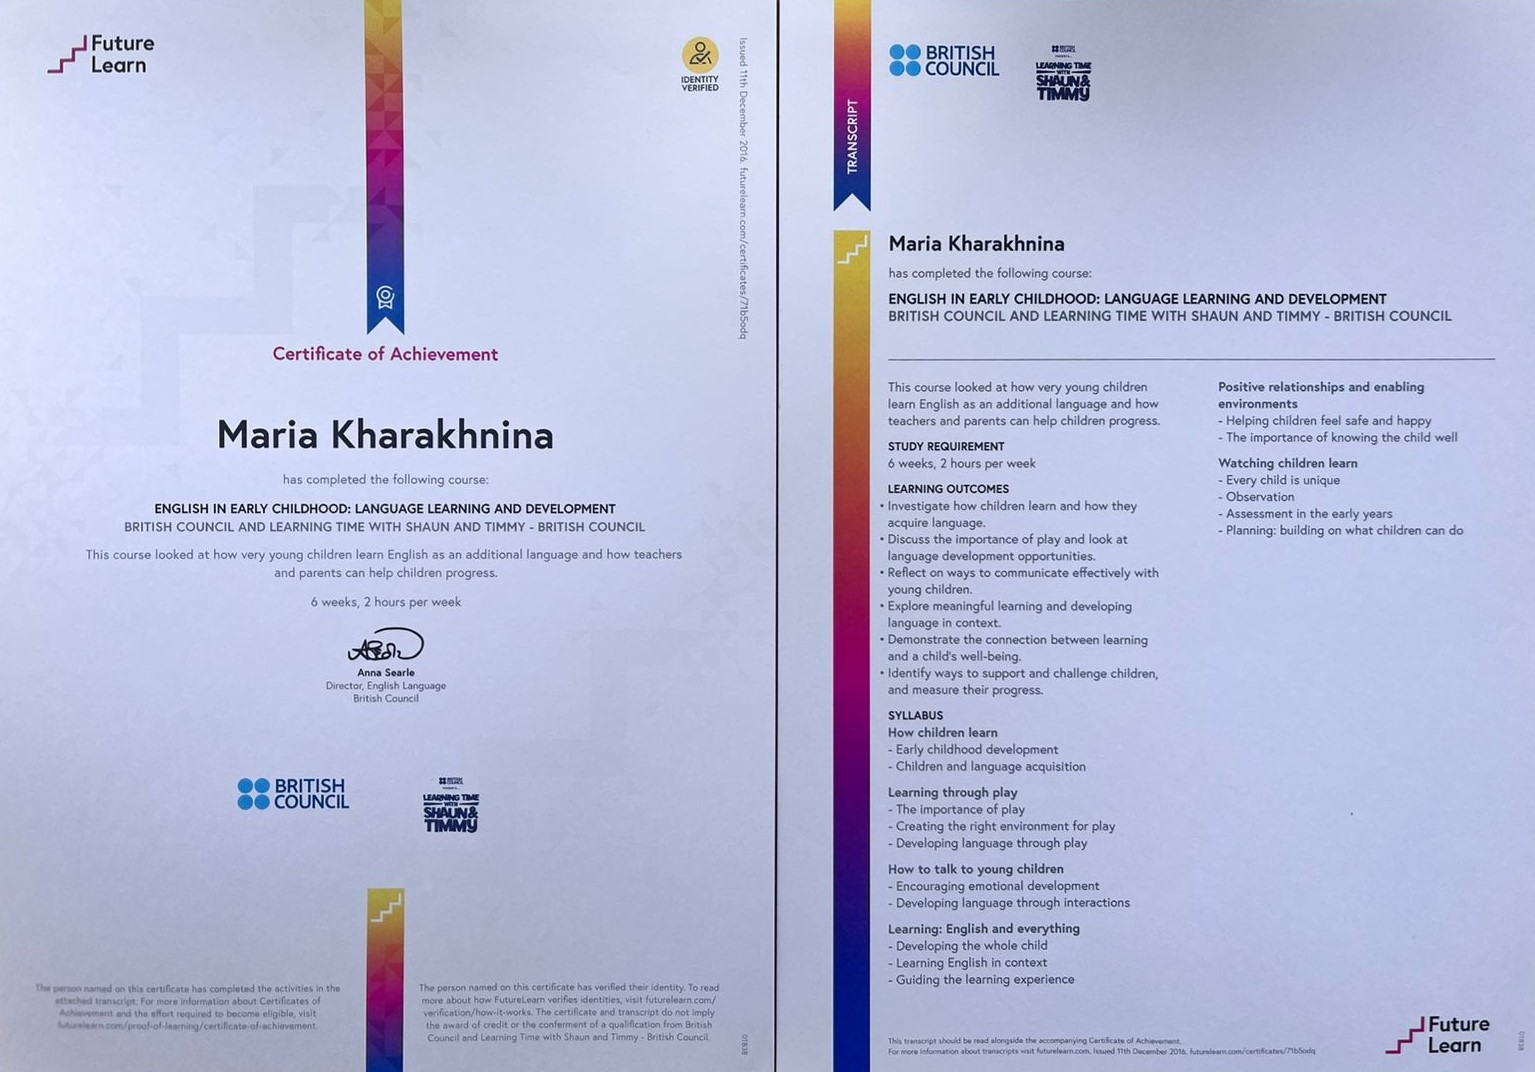 Future
Learn
IDENTITY
VERIFIED
Issued 11th December 2016. futurelearn.com/certificates/71b5odq
Certificate of Achievement
Maria Kharakhnina
has completed the following course:
ENGLISH IN EARLY CHILDHOOD: LANGUAGE LEARNING AND DEVELOPMENT
BRITISH COUNCIL AND LEARNING TIME WITH SHAUN AND TIMMY - BRITISH COUNCIL
This course looked at how very young children learn English as an additional language and how teachers
and parents can help children progress.
6 weeks, 2 hours per week
Anna Searle
Director, English Language
British Council
BRITISH
COUNCIL
BRITISH
COUNCIL
LEARNING TIME
WITH
SHAUN&
TIMMY
The person named on this certificate has completed the activities in the
attached transcript. For more information about Certificates of
Achievement and the effort required to become eligible, visit
futurelearn.com/proof-of-learning/certificate-of-achievement.
The person named on this certificate has verified their identity. To read
more about how FutureLearn verifies identities, visit futurelearn.com/
verification/how-it-works. The certificate and transcript do not imply
the award of credit or the conferment of a qualification from British
Council and Learning Time with Shaun and Timmy - British Council.
TRANSCRIPT
BRITISH
COUNCIL
BRITISH
COUNCIL
LEARNING TIME
WITH
SHAUN&
TIMMY
Maria Kharakhnina
has completed the following course:
ENGLISH IN EARLY CHILDHOOD: LANGUAGE LEARNING AND DEVELOPMENT
BRITISH COUNCIL AND LEARNING TIME WITH SHAUN AND TIMMY - BRITISH COUNCIL
This course looked at how very young children
learn English as an additional language and how
teachers and parents can help children progress.
STUDY REQUIREMENT
6 weeks, 2 hours per week
LEARNING OUTCOMES
• Investigate how children learn and how they
acquire language.
• Discuss the importance of play and look at
language development opportunities.
• Reflect on ways to communicate effectively with
young children.
• Explore meaningful learning and developing
language in context.
• Demonstrate the connection between learning
and a child's well-being.
• Identify ways to support and challenge children,
and measure their progress.
SYLLABUS
How children learn
- Early childhood development
- Children and language acquisition
Learning through play
- The importance of play
- Creating the right environment for play
- Developing language through play
How to talk to young children
- Encouraging emotional development
- Developing language through interactions
Learning: English and everything
- Developing the whole child
- Learning English in context
- Guiding the learning experience
Positive relationships and enabling
environments
- Helping children feel safe and happy
- The importance of knowing the child well
Watching children learn
- Every child is unique
- Observation
- Assessment in the early years
- Planning: building on what children can do
This transcript should be read alongside the accompanying Certificate of Achievement.
For more information about transcripts visit futurelearn.com. Issued 11th December 2016. futurelearn.com/certificates/71b5odq
Future
Learn